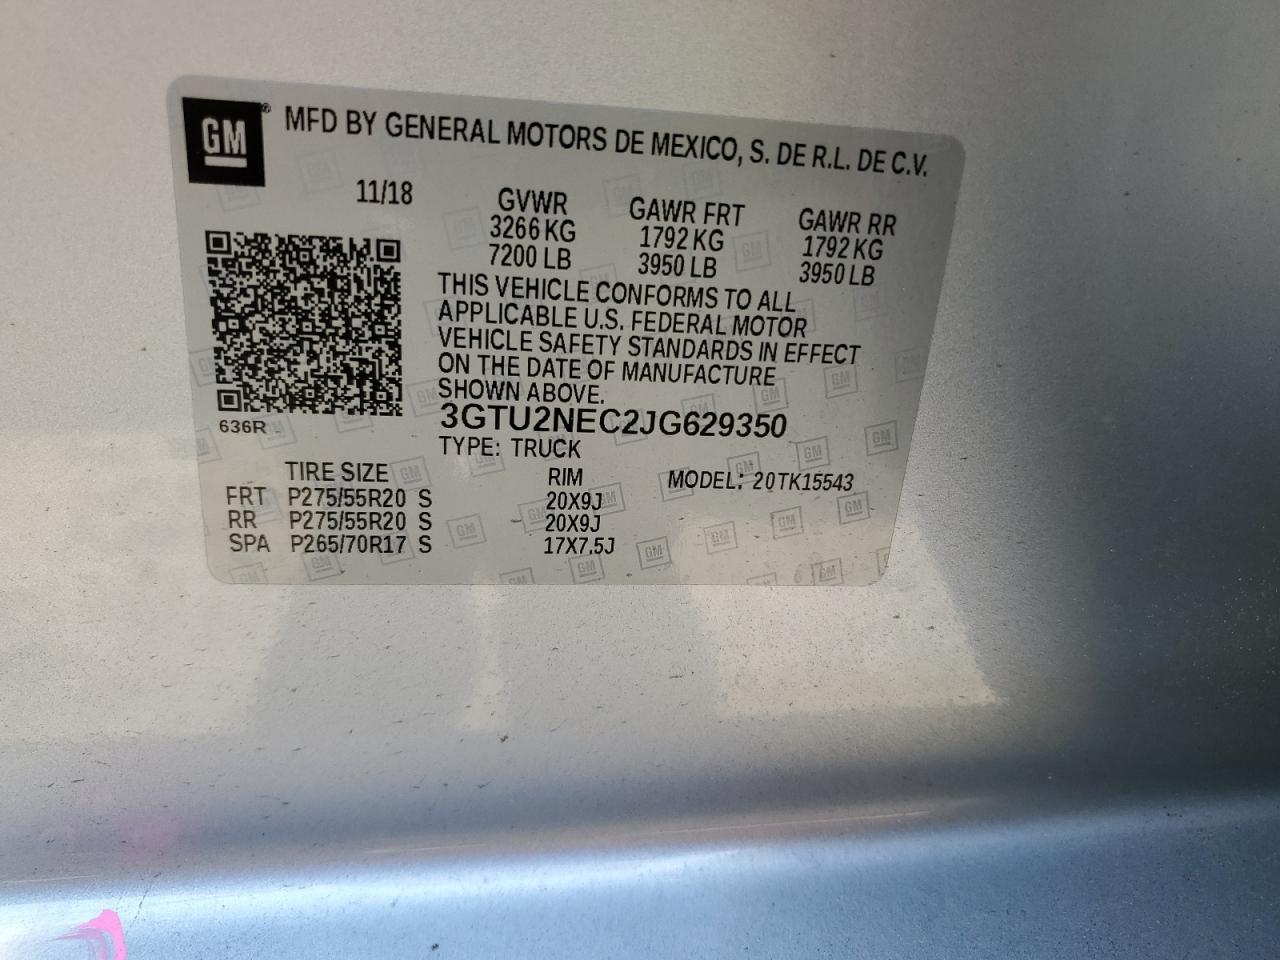 GM® MFD BY GENERAL MOTORS DE MEXICO, S. DE R.L. DE C.V.
11/18
GVWR GAWR FRT GAWR RR
3266 KG 1792 KG 1792 KG
7200 LB 3950 LB 3950 LB
THIS VEHICLE CONFORMS TO ALL
APPLICABLE U.S. FEDERAL MOTOR
VEHICLE SAFETY STANDARDS IN EFFECT
ON THE DATE OF MANUFACTURE
SHOWN ABOVE.
3GTU2NEC2JG629350
636R
TYPE: TRUCK
TIRE SIZE RIM MODEL: 20TK15543
FRT P275/55R20 S 20X9J
RR P275/55R20 S 20X9J
SPA P265/70R17 S 17X7.5J